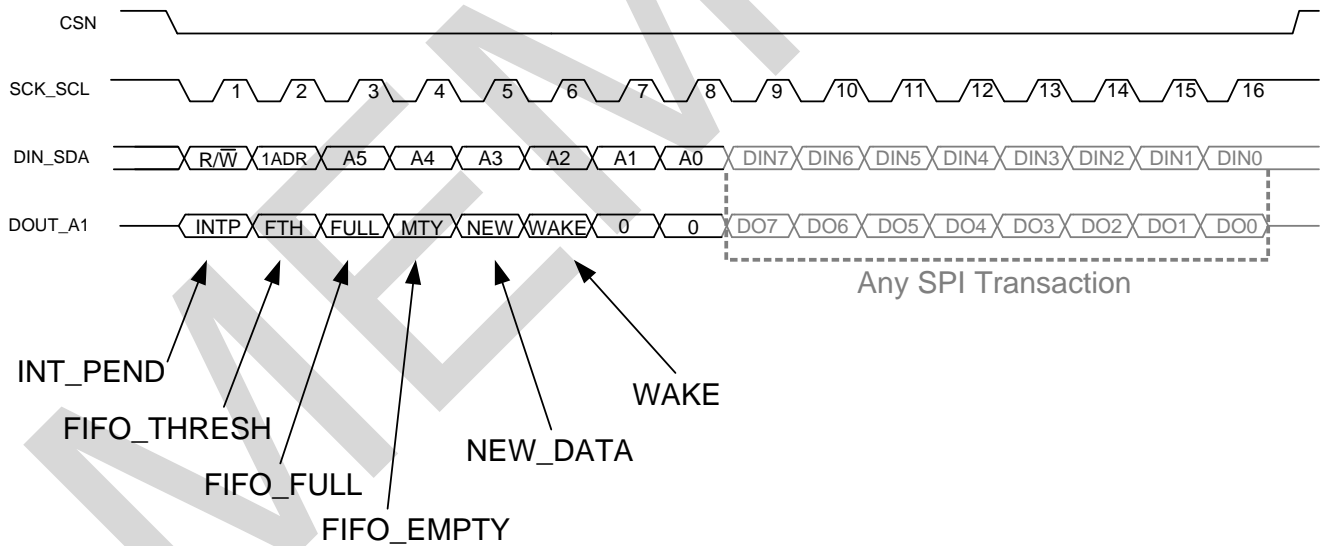 CSN
SCK_SCL 1 2 3 4 5 6 7 8 9 10 11 12 13 14 15 16
DIN_SDA R/W̅ 1ADR A5 A4 A3 A2 A1 A0 DIN7 DIN6 DIN5 DIN4 DIN3 DIN2 DIN1 DIN0
DOUT_A1 INTP FTH FULL MTY NEW WAKE 0 0 DO7 DO6 DO5 DO4 DO3 DO2 DO1 DO0
Any SPI Transaction
INT_PEND
WAKE
FIFO_THRESH
NEW_DATA
FIFO_FULL
FIFO_EMPTY